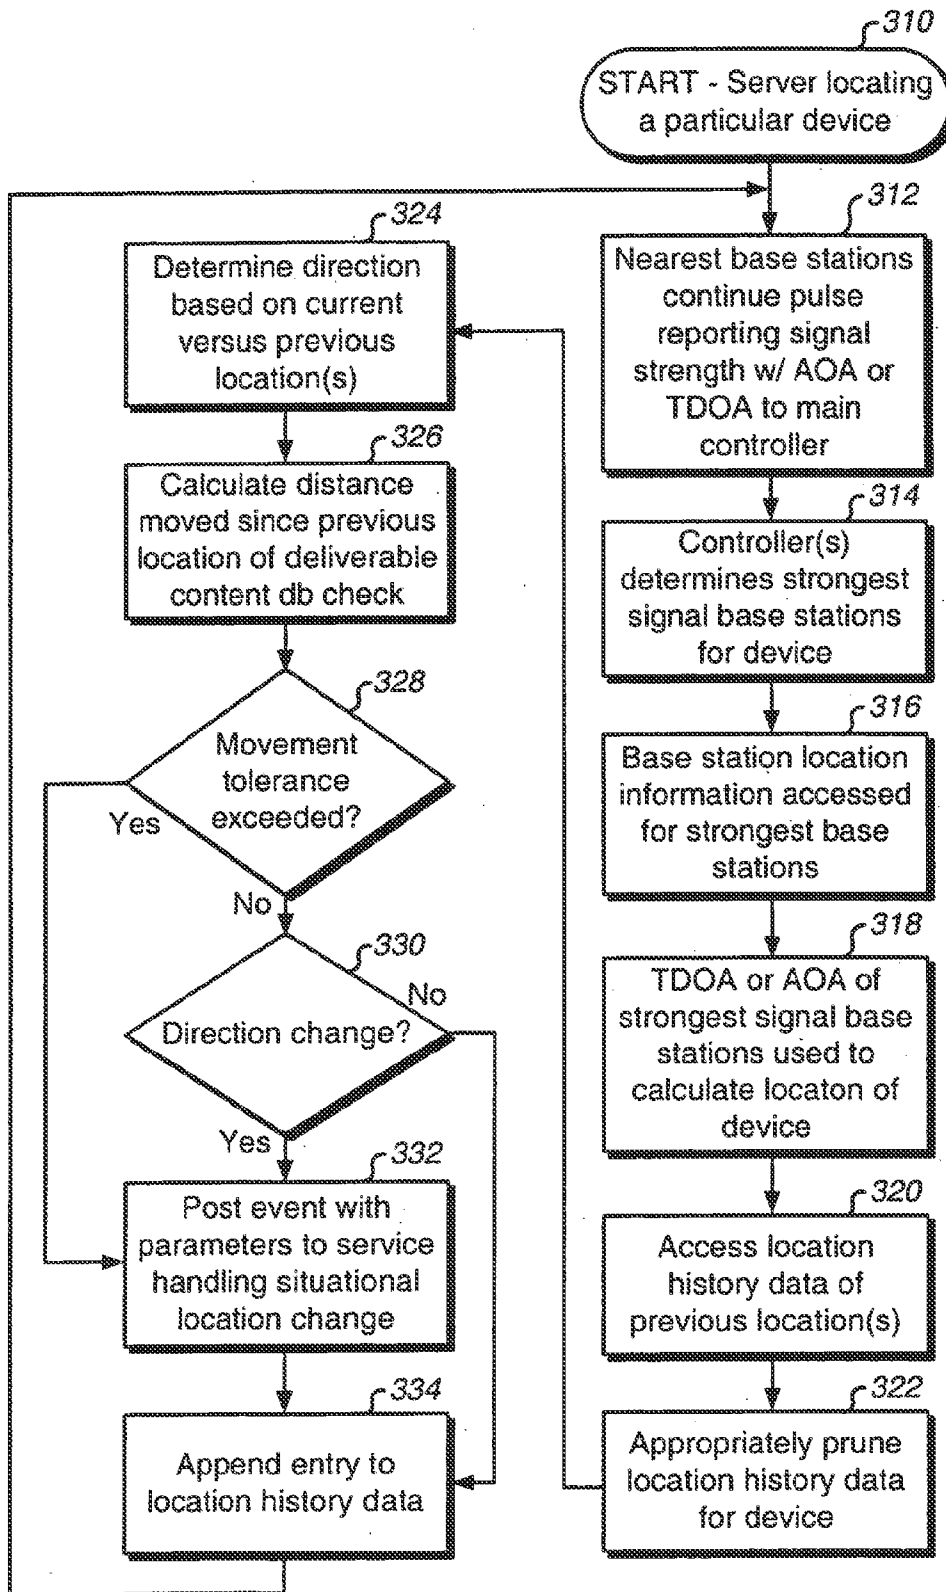 310
START - Server locating
a particular device
312
Nearest base stations
continue pulse
reporting signal
strength w/ AOA or
TDOA to main
controller
314
Controller(s)
determines strongest
signal base stations
for device
316
Base station location
information accessed
for strongest base
stations
318
TDOA or AOA of
strongest signal base
stations used to
calculate locaton of
device
320
Access location
history data of
previous location(s)
322
Appropriately prune
location history data
for device
324
Determine direction
based on current
versus previous
location(s)
326
Calculate distance
moved since previous
location of deliverable
content db check
328
Movement
tolerance
exceeded?
Yes
No
330
Direction change?
No
Yes
332
Post event with
parameters to service
handling situational
location change
334
Append entry to
location history data